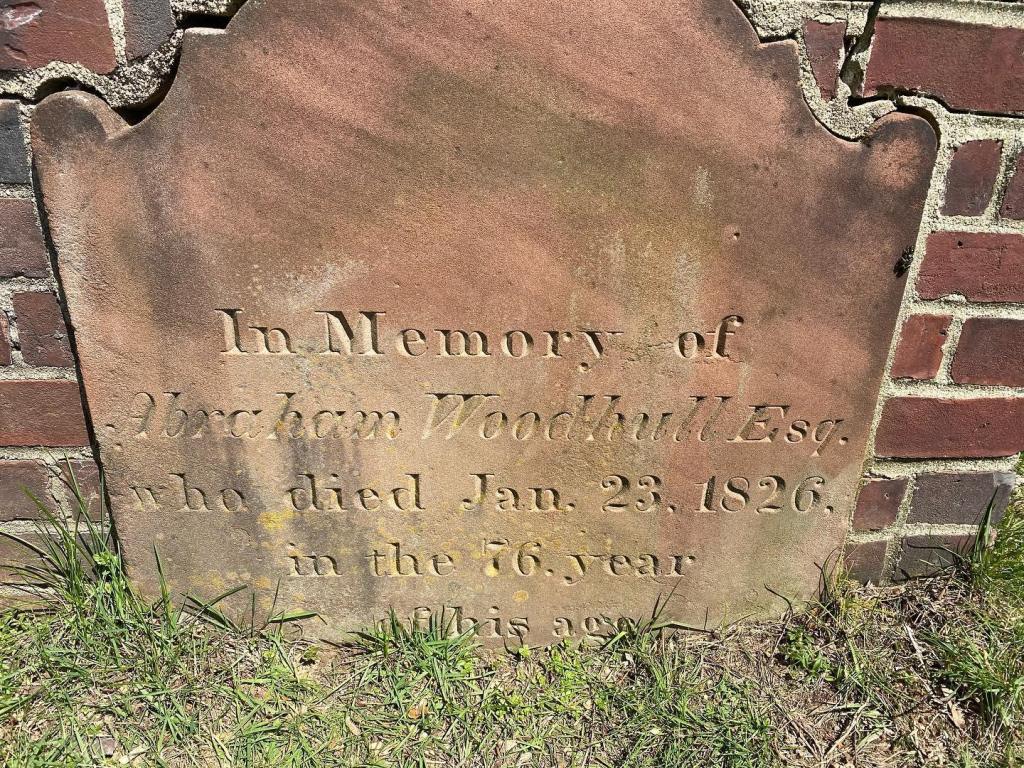 In Memory of
Abraham Woodhull Esq.
who died Jan. 23, 1826,
in the 76. year
of his age